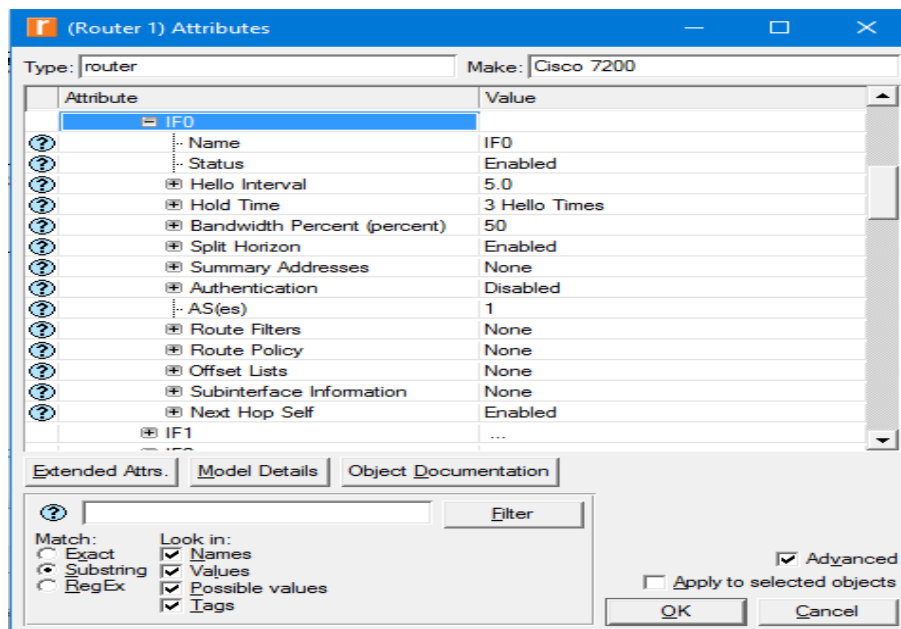 r (Router 1) Attributes
Type: router Make: Cisco 7200
Attribute Value
IF0
Name IF0
Status Enabled
Hello Interval 5.0
Hold Time 3 Hello Times
Bandwidth Percent (percent) 50
Split Horizon Enabled
Summary Addresses None
Authentication Disabled
AS(es) 1
Route Filters None
Route Policy None
Offset Lists None
Subinterface Information None
Next Hop Self Enabled
IF1 ...
Extended Attrs. Model Details Object Documentation
? Filter
Match: Look in:
Exact Names
Substring Values
RegEx Possible values
Tags
Advanced
Apply to selected objects
OK Cancel